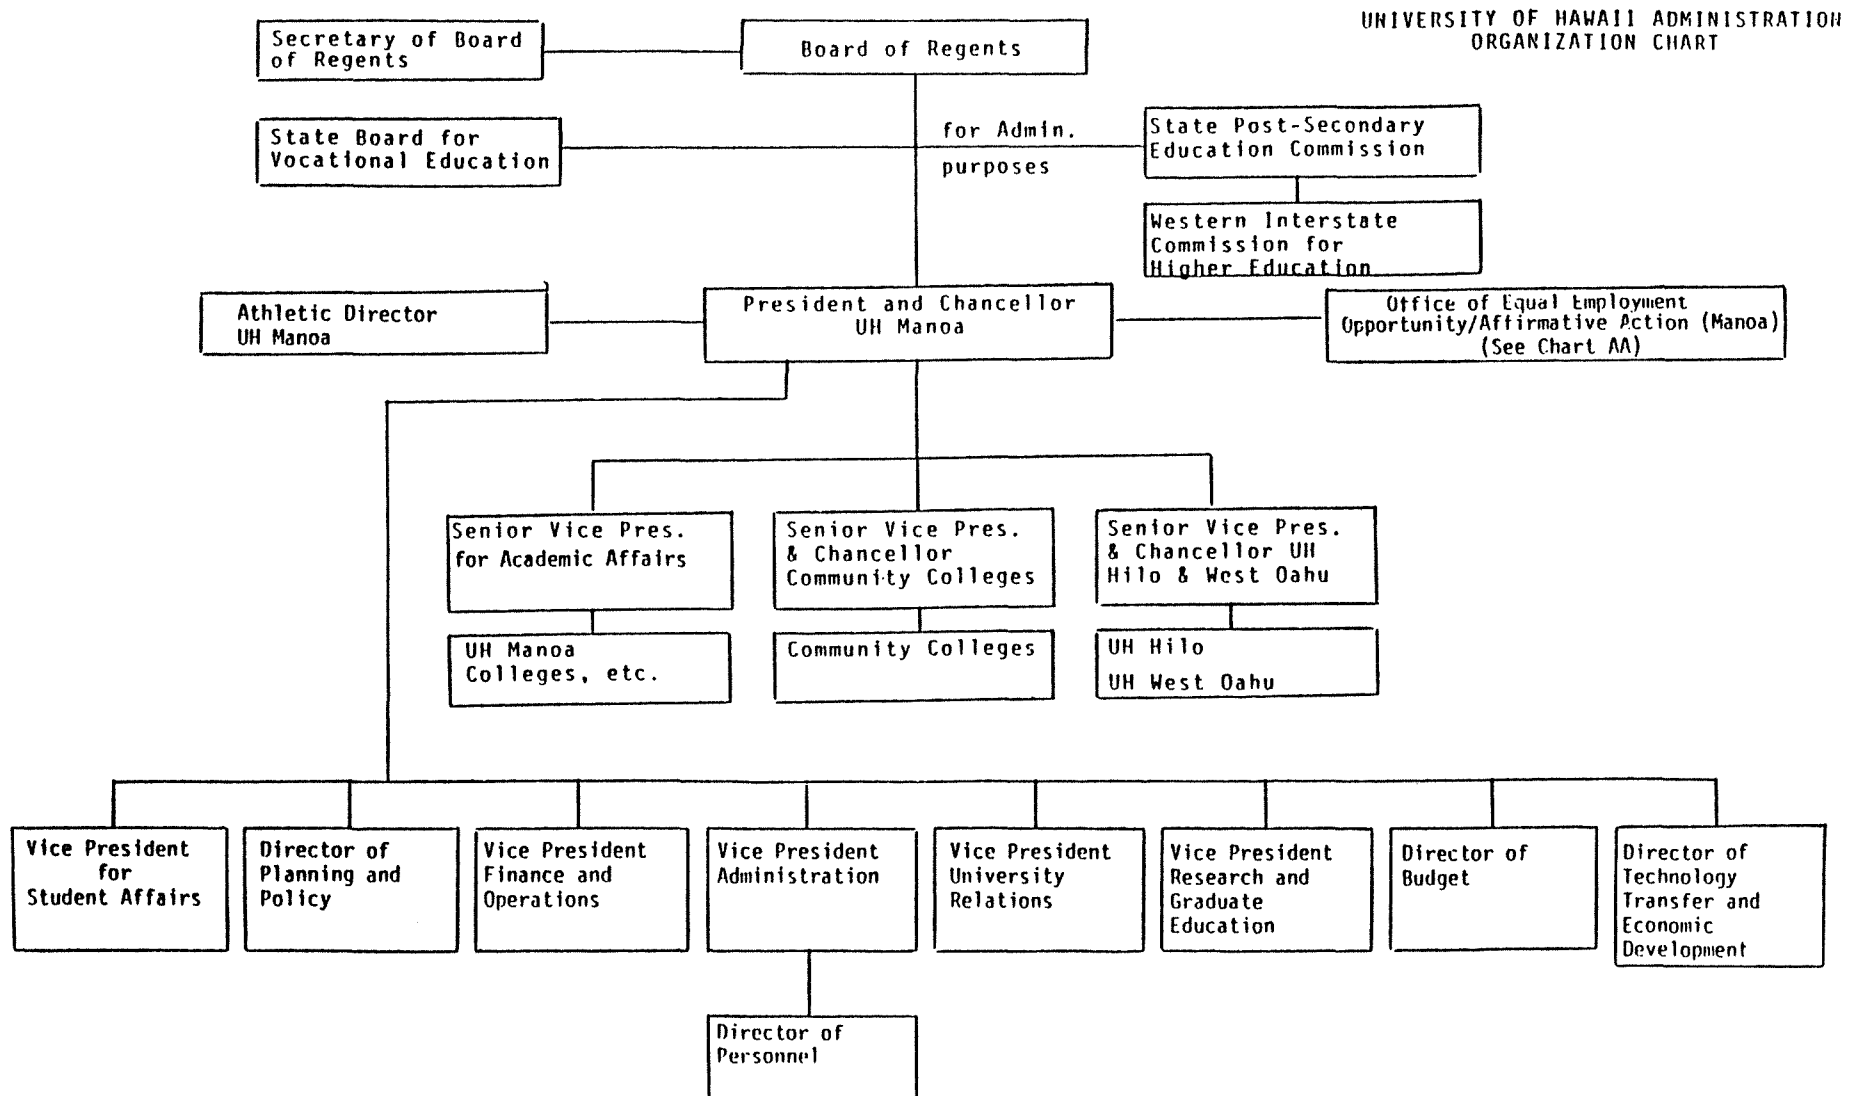 UNIVERSITY OF HAWAII ADMINISTRATION
ORGANIZATION CHART
Secretary of Board
of Regents
Board of Regents
State Board for
Vocational Education
for Admin.
purposes
State Post-Secondary
Education Commission
Western Interstate
Commission for
Higher Education
Athletic Director
UH Manoa
President and Chancellor
UH Manoa
Office of Equal Employment
Opportunity/Affirmative Action (Manoa)
(See Chart AA)
Senior Vice Pres.
for Academic Affairs
Senior Vice Pres.
& Chancellor
Community Colleges
Senior Vice Pres.
& Chancellor UH
Hilo & West Oahu
UH Manoa
Colleges, etc.
Community Colleges
UH Hilo
UH West Oahu
Vice President
for
Student Affairs
Director of
Planning and
Policy
Vice President
Finance and
Operations
Vice President
Administration
Vice President
University
Relations
Vice President
Research and
Graduate
Education
Director of
Budget
Director of
Technology
Transfer and
Economic
Development
Director of
Personnel